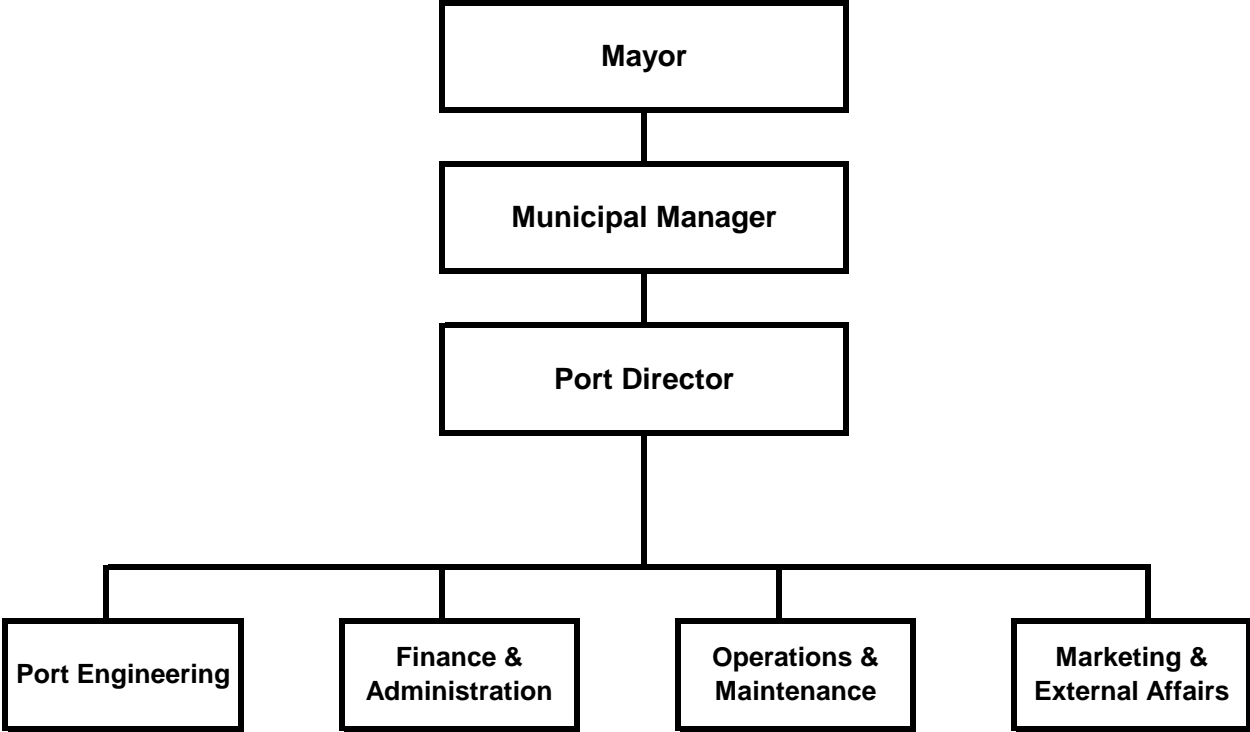 Mayor
Municipal Manager
Port Director
Port Engineering
Finance &
Administration
Operations &
Maintenance
Marketing &
External Affairs